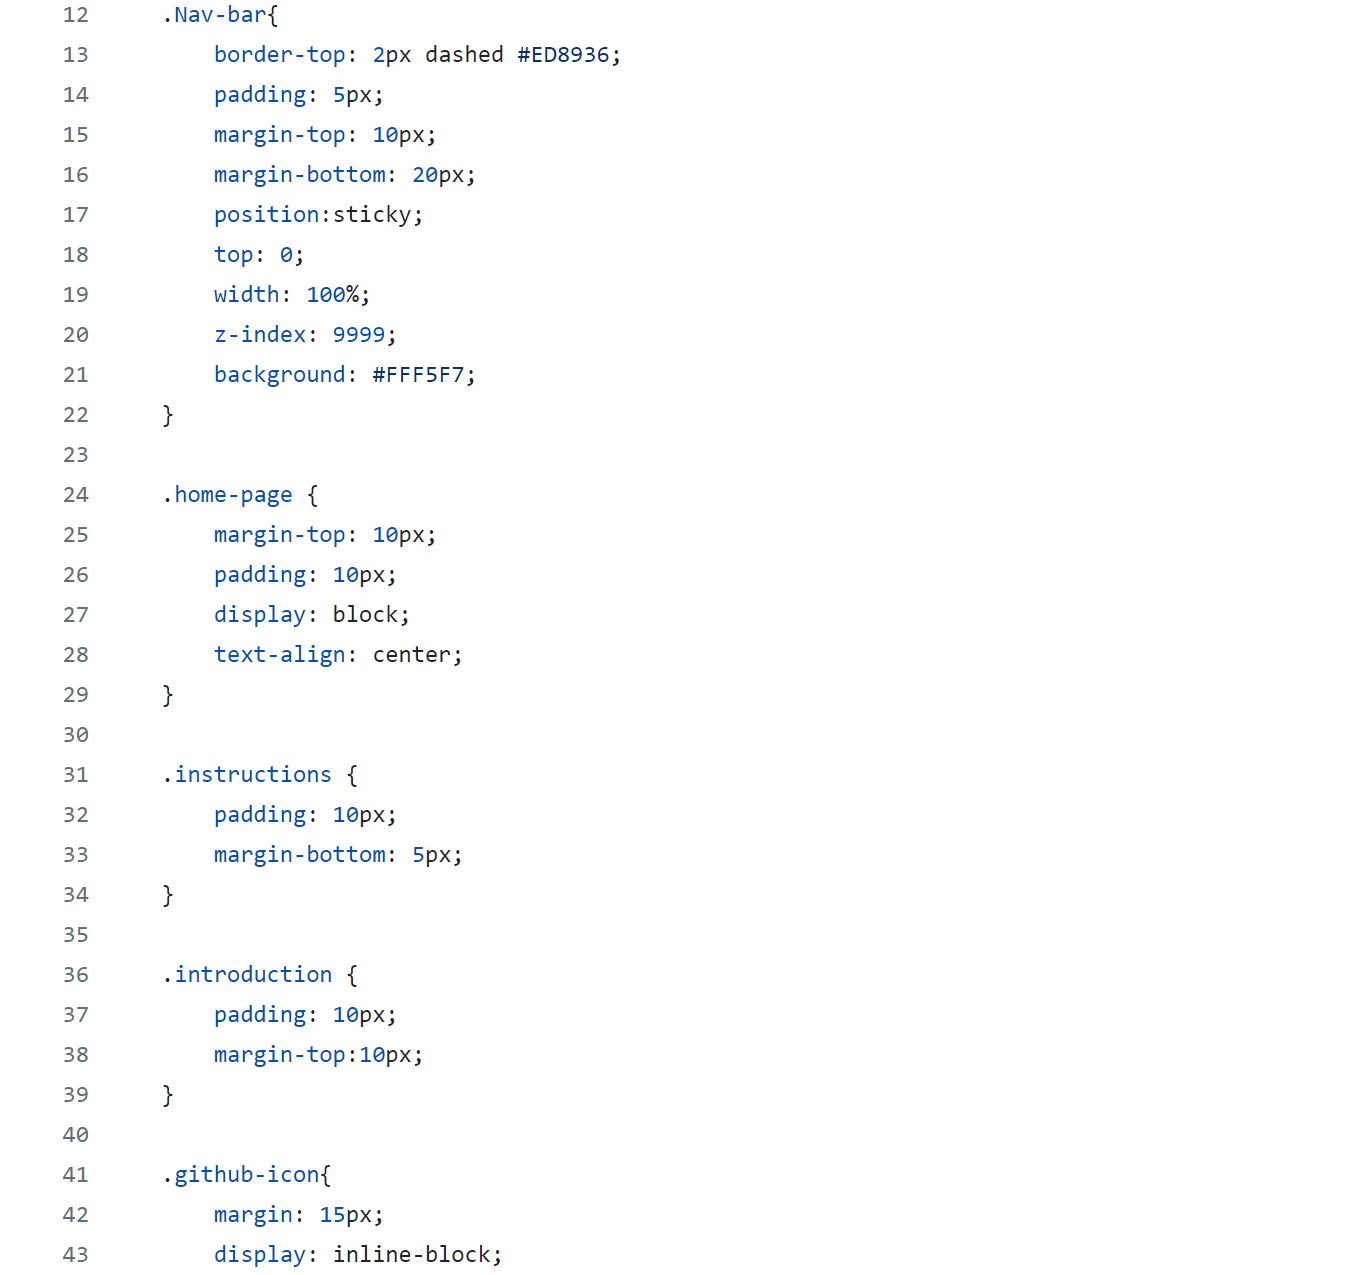 12 .Nav-bar{
13 border-top: 2px dashed #ED8936;
14 padding: 5px;
15 margin-top: 10px;
16 margin-bottom: 20px;
17 position:sticky;
18 top: 0;
19 width: 100%;
20 z-index: 9999;
21 background: #FFF5F7;
22 }
23
24 .home-page {
25 margin-top: 10px;
26 padding: 10px;
27 display: block;
28 text-align: center;
29 }
30
31 .instructions {
32 padding: 10px;
33 margin-bottom: 5px;
34 }
35
36 .introduction {
37 padding: 10px;
38 margin-top:10px;
39 }
40
41 .github-icon{
42 margin: 15px;
43 display: inline-block;